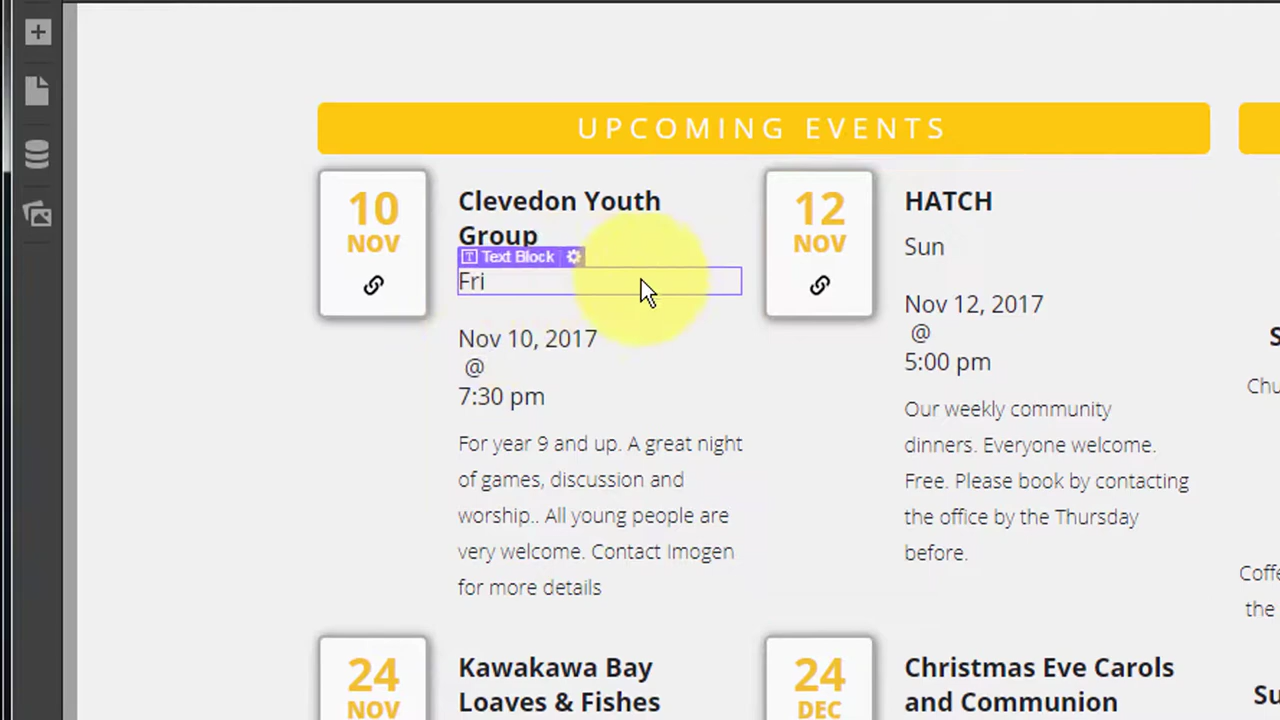 UPCOMING EVENTS
10
NOV
Clevedon Youth
Group
Text Block
Fri
Nov 10, 2017
@
7:30 pm
For year 9 and up. A great night
of games, discussion and
worship.. All young people are
very welcome. Contact Imogen
for more details
12
NOV
HATCH
Sun
Nov 12, 2017
@
5:00 pm
Our weekly community
dinners. Everyone welcome.
Free. Please book by contacting
the office by the Thursday
before.
24
NOV
Kawakawa Bay
Loaves & Fishes
24
DEC
Christmas Eve Carols
and Communion
the